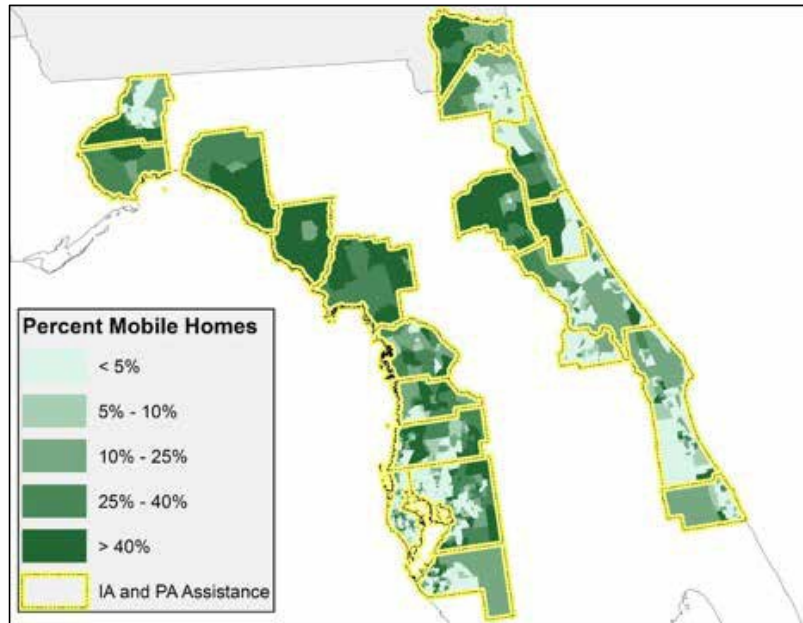 Percent Mobile Homes
< 5%
5% - 10%
10% - 25%
25% - 40%
> 40%
IA and PA Assistance